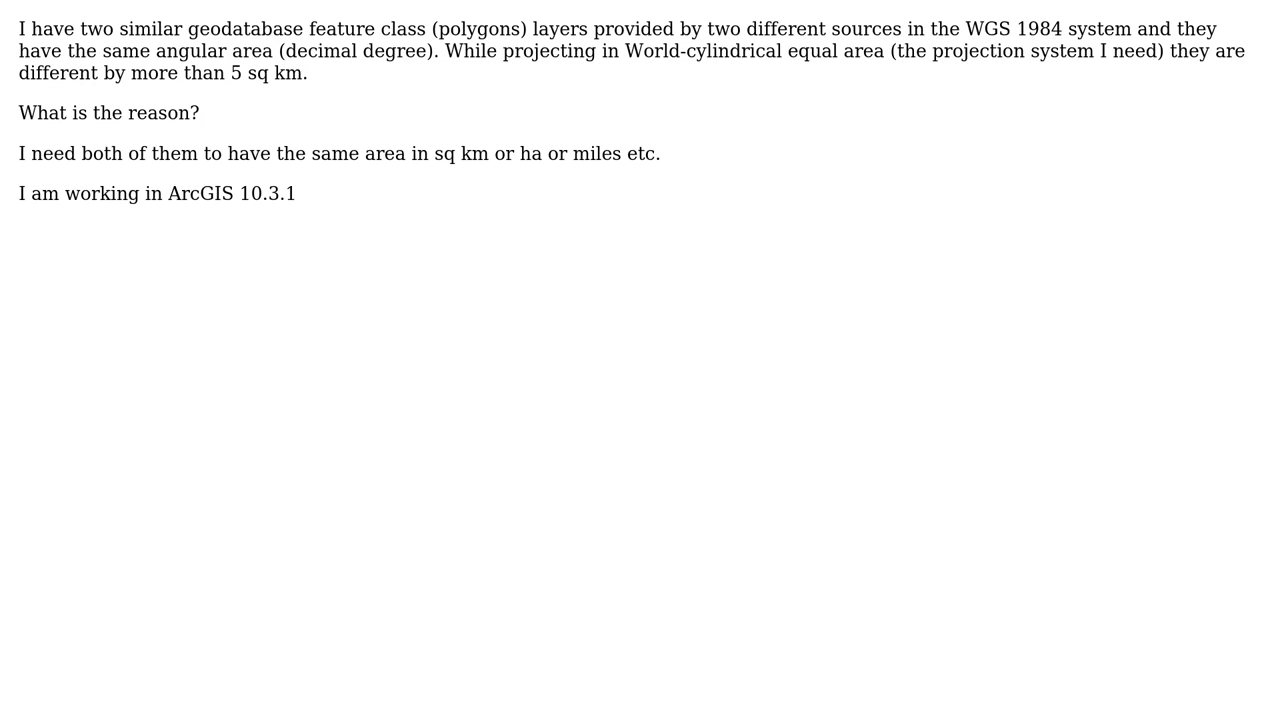 I have two similar geodatabase feature class (polygons) layers provided by two different sources in the WGS 1984 system and they
have the same angular area (decimal degree). While projecting in World-cylindrical equal area (the projection system I need) they are
different by more than 5 sq km.
What is the reason?
I need both of them to have the same area in sq km or ha or miles etc.
I am working in ArcGIS 10.3.1